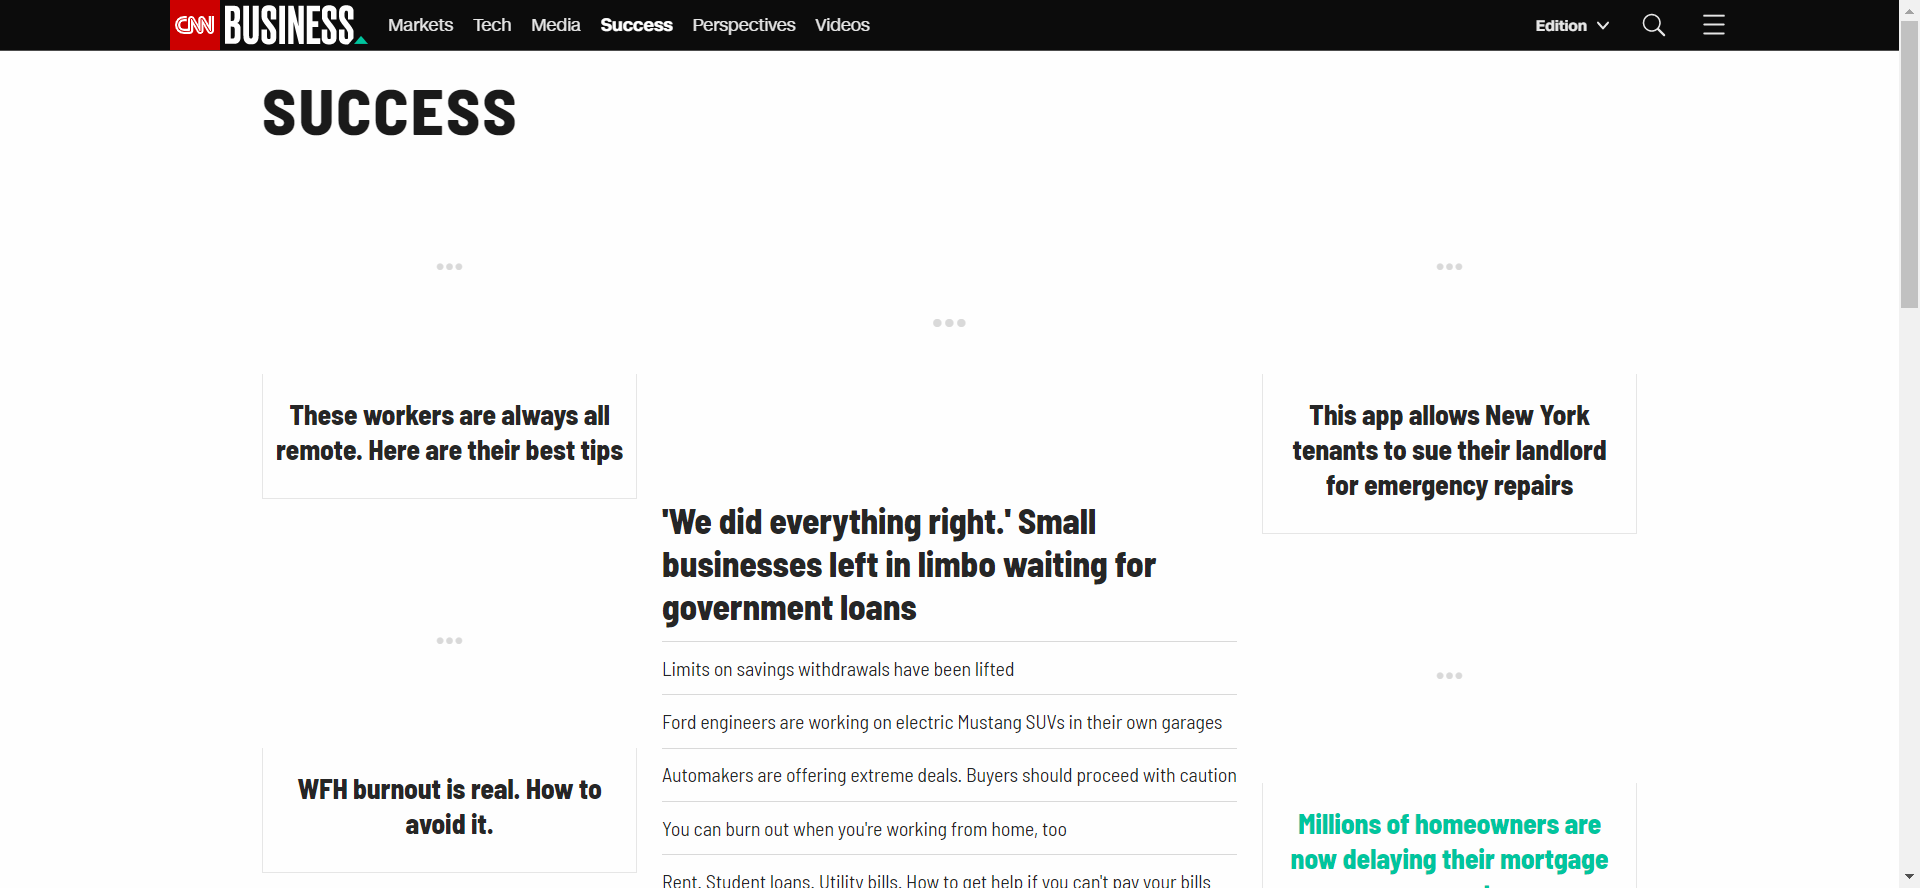 CNN BUSINESS Markets Tech Media Success Perspectives Videos Edition
SUCCESS
These workers are always all
remote. Here are their best tips
WFH burnout is real. How to
avoid it.
'We did everything right.' Small
businesses left in limbo waiting for
government loans
Limits on savings withdrawals have been lifted
Ford engineers are working on electric Mustang SUVs in their own garages
Automakers are offering extreme deals. Buyers should proceed with caution
You can burn out when you're working from home, too
Rent. Student loans. Utility bills. How to get help if you can't pay your bills
This app allows New York
tenants to sue their landlord
for emergency repairs
Millions of homeowners are
now delaying their mortgage